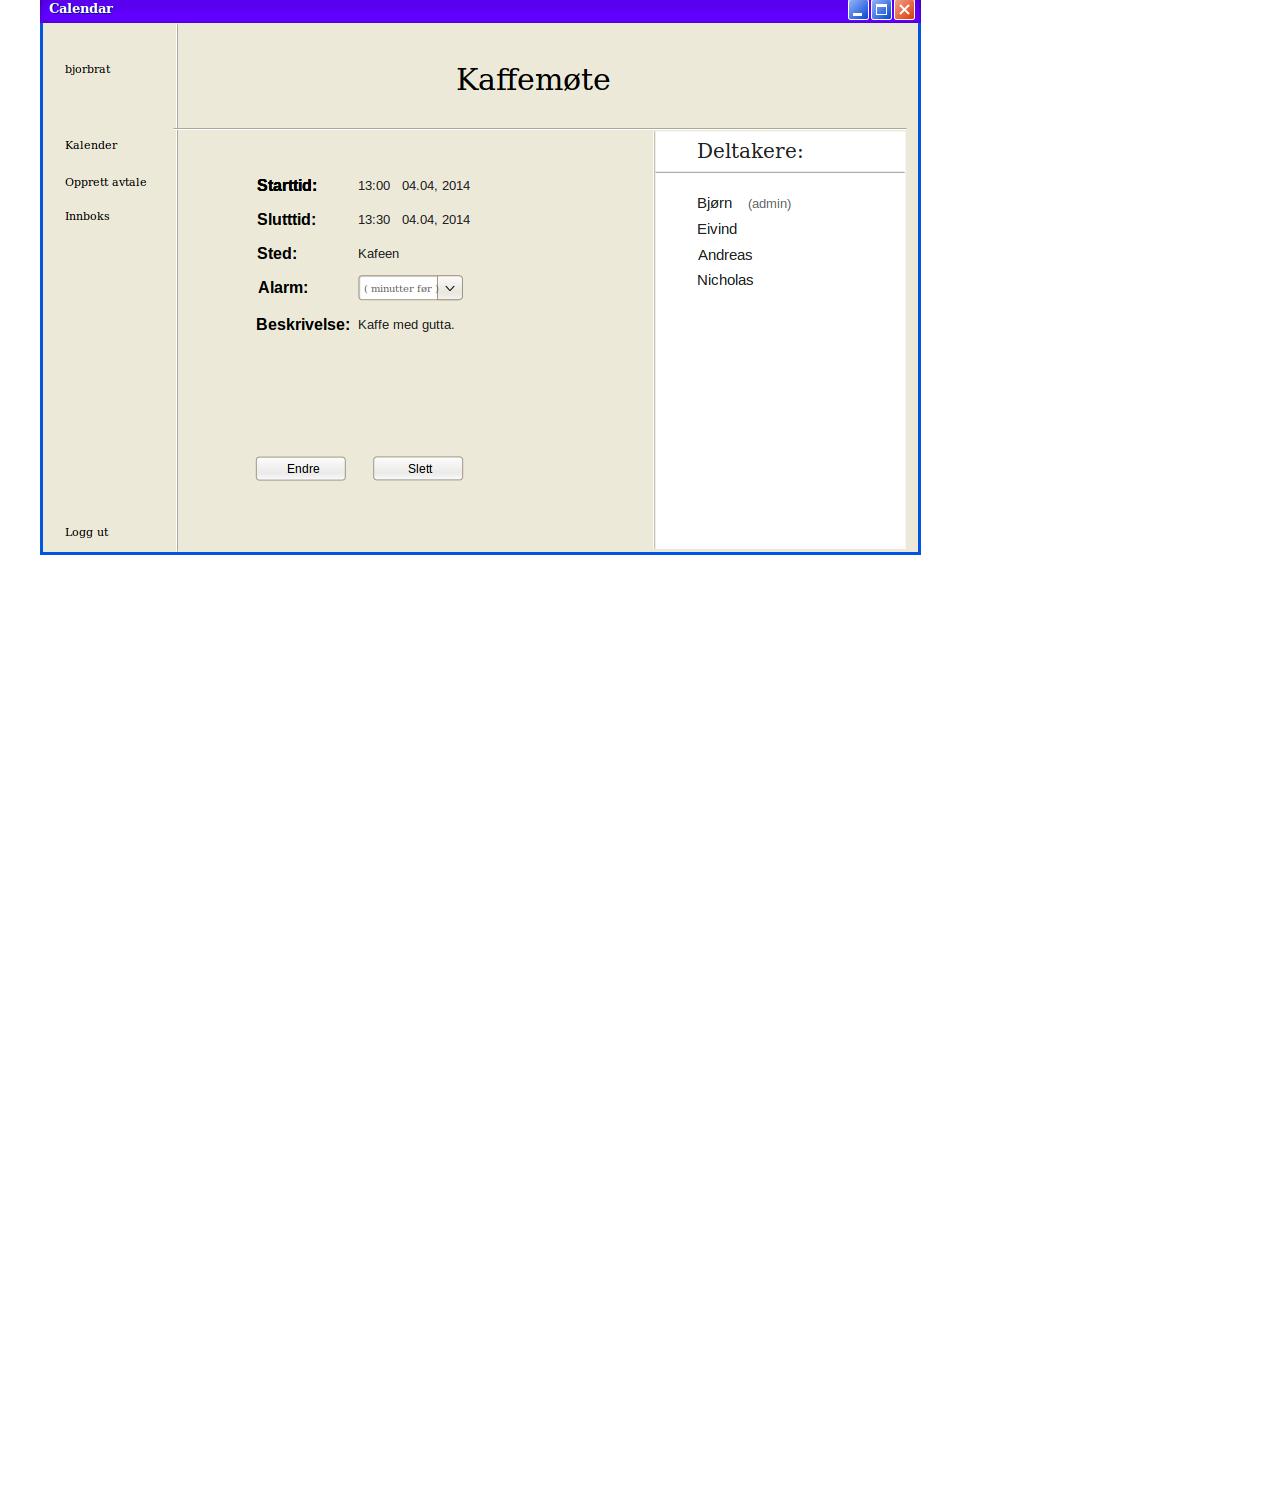 Calendar
bjorbrat
Kaffemøte
Kalender
Opprett avtale
Innboks
Logg ut
Starttid: 13:00 04.04, 2014
Slutttid: 13:30 04.04, 2014
Sted: Kafeen
Alarm: ( minutter før )
Beskrivelse: Kaffe med gutta.
Endre Slett
Deltakere:
Bjørn (admin)
Eivind
Andreas
Nicholas